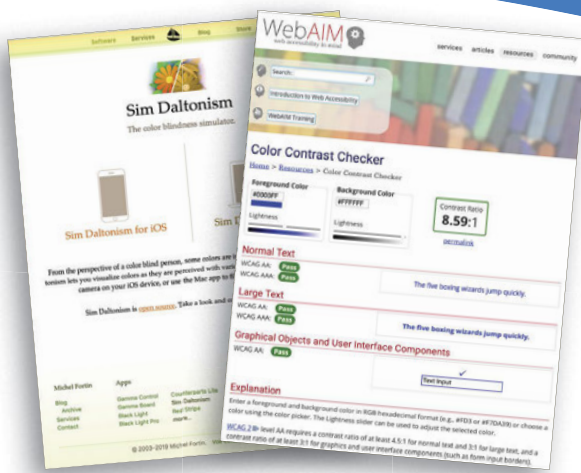 Software Services Blog Store
Sim Daltonism
The color blindness simulator.
Sim Daltonism for iOS
Sim D
From the perspective of a color blind person, some colors are
tonism lets you visualize colors as they are perceived with
camera on your iOS device, or use the Mac app to
Sim Daltonism is open source. Take a look and
Michel Fortin
Blog
Archive
Services
Contact
Apps
Gamma Control
Gamma Board
Black Light
Black Light Pro
Counterparts Lite
Sim Daltonism
Red Stripe
more…
© 2003–2019 Michel Fortin.
WebAIM
web accessibility in mind
services articles resources community
Search:
Introduction to Web Accessibility
WebAIM Training
Color Contrast Checker
Home > Resources > Color Contrast Checker
Foreground Color
#0000FF
Lightness
Background Color
#FFFFFF
Lightness
Contrast Ratio
8.59:1
permalink
Normal Text
WCAG AA: Pass
WCAG AAA: Pass
The five boxing wizards jump quickly.
Large Text
WCAG AA: Pass
WCAG AAA: Pass
The five boxing wizards jump quickly.
Graphical Objects and User Interface Components
WCAG AA: Pass
✓
Text Input
Explanation
Enter a foreground and background color in RGB hexadecimal format (e.g., #FD3 or #F7DA39) or choose a
color using the color picker. The Lightness slider can be used to adjust the selected color.
WCAG 2 level AA requires a contrast ratio of at least 4.5:1 for normal text and 3:1 for large text, and a
contrast ratio of at least 3:1 for graphics and user interface components (such as form input borders).